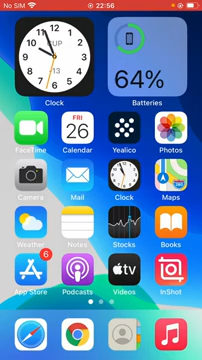 No SIM 22:56
CUP
-13
64%
Clock Batteries
FRI
26
FaceTime Calendar Yealico Photos
Camera Mail Clock Maps
Weather Notes Stocks Books
6
tv
App Store Podcasts Videos InShot